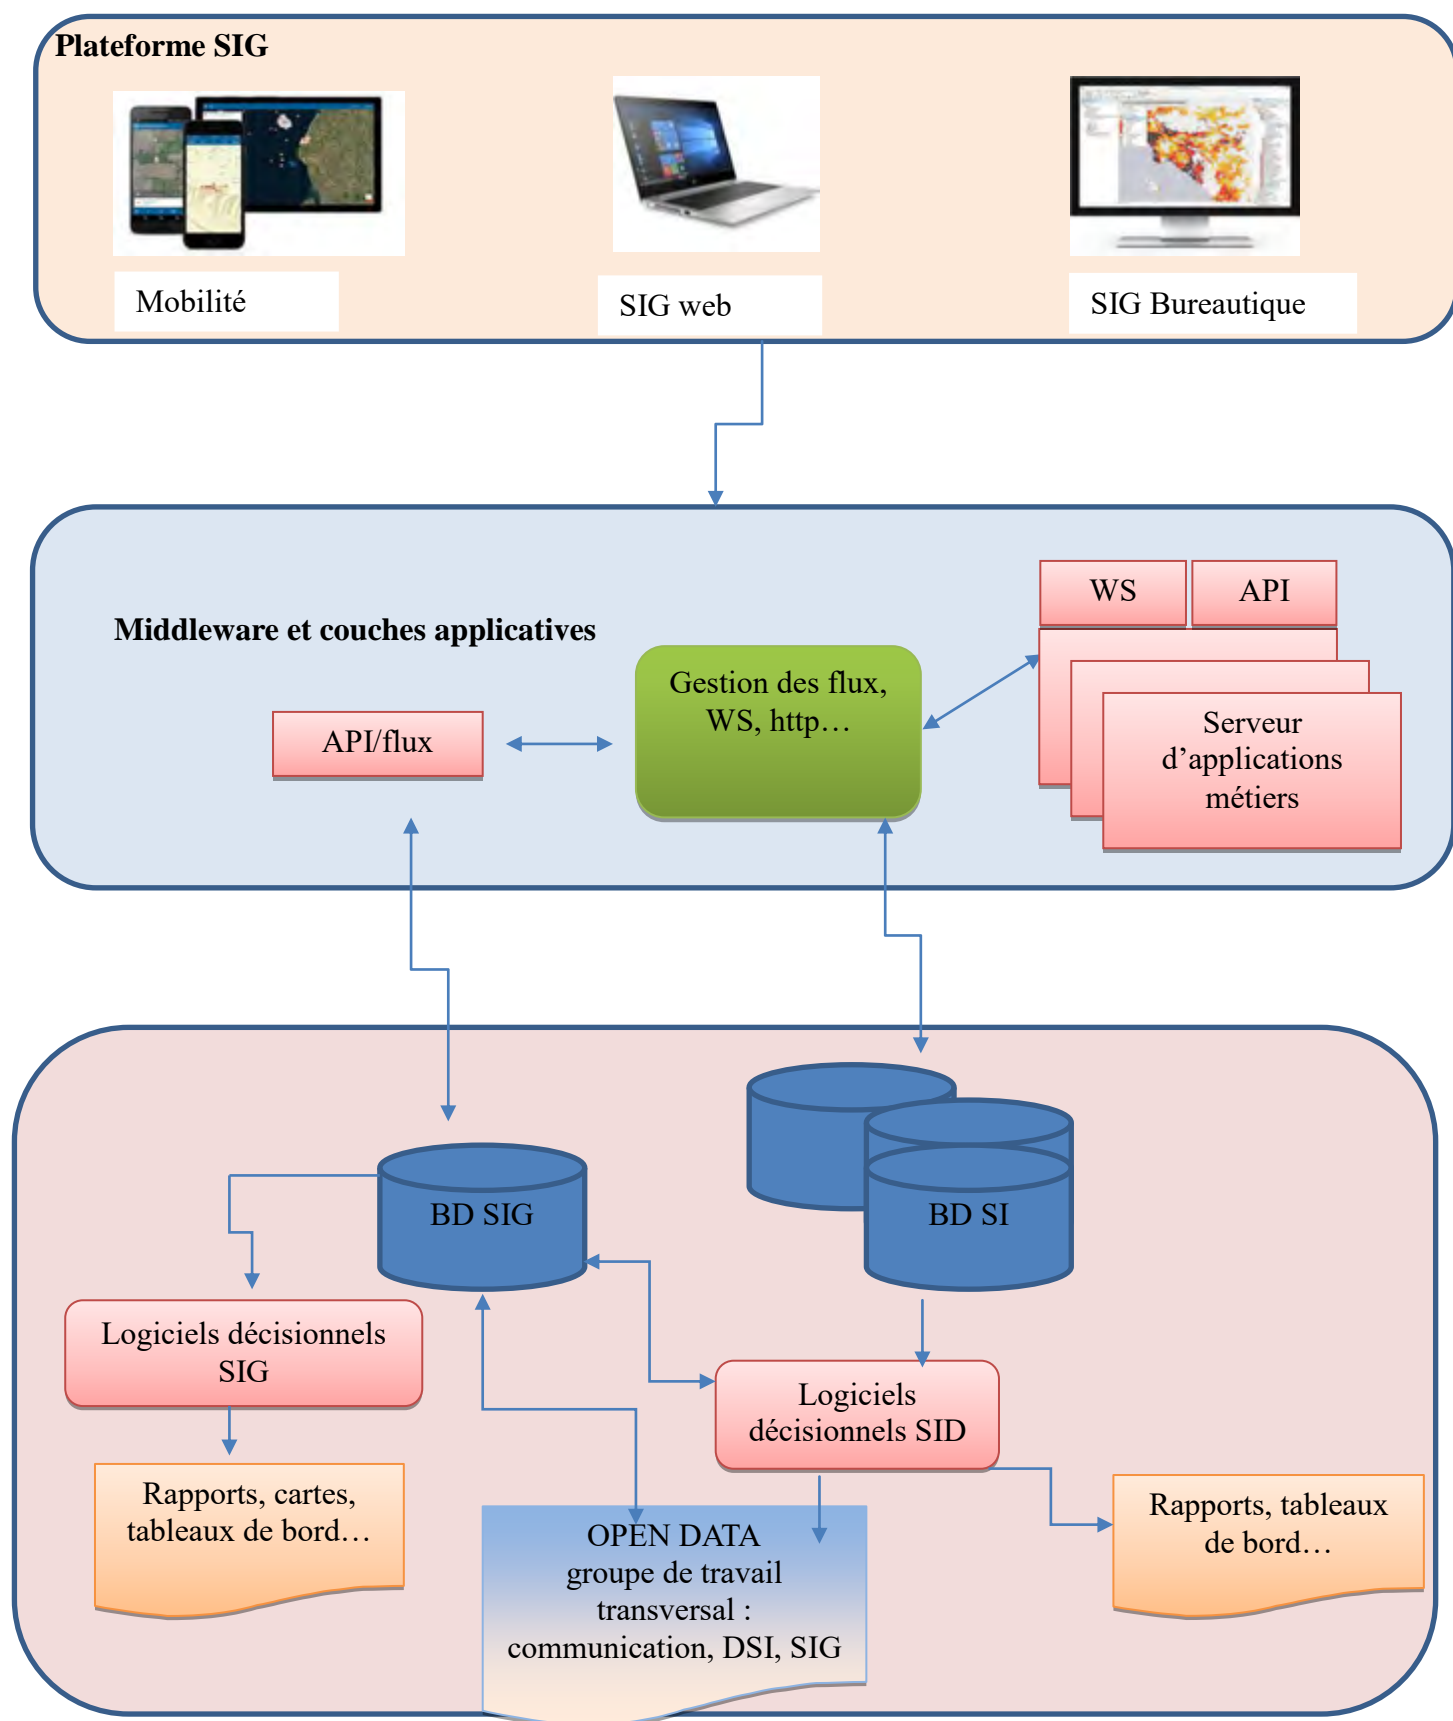 Plateforme SIG
Mobilité
SIG web
SIG Bureautique
WS
API
Middleware et couches applicatives
Gestion des flux,
WS, http…
API/flux
Serveur
d’applications
métiers
BD SIG
BD SI
Logiciels décisionnels
SIG
Logiciels
décisionnels SID
Rapports, cartes,
tableaux de bord…
OPEN DATA
groupe de travail
transversal :
communication, DSI, SIG
Rapports, tableaux
de bord…